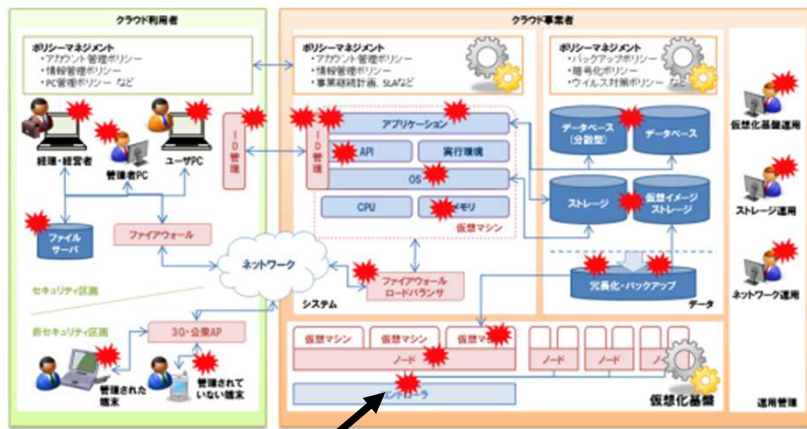 クラウド利用者
クラウド事業者
ポリシーマネジメント
・アカウント管理ポリシー
・情報管理ポリシー
・PC管理ポリシー など
ポリシーマネジメント
・アカウント管理ポリシー
・情報管理ポリシー
・事業継続計画、SLAなど
ポリシーマネジメント
・バックアップポリシー
・暗号化ポリシー
・ウイルス対策ポリシー など
経理・経営者
管理者PC
ユーザPC
ID管理
ID管理
アプリケーション
API
実行環境
OS
CPU
メモリ
仮想マシン
データベース
(分散型)
データベース
ストレージ
仮想イメージ
ストレージ
冗長化・バックアップ
データ
仮想化基盤運用
ストレージ運用
ネットワーク運用
運用管理
ファイル
サーバ
ファイアウォール
ネットワーク
ファイアウォール
ロードバランサ
システム
セキュリティ区画
非セキュリティ区画
3G・公衆AP
管理された
端末
管理されて
いない端末
仮想マシン
仮想マシン
仮想マシン
ノード
ノード
ノード
ノード
コントローラ
仮想化基盤